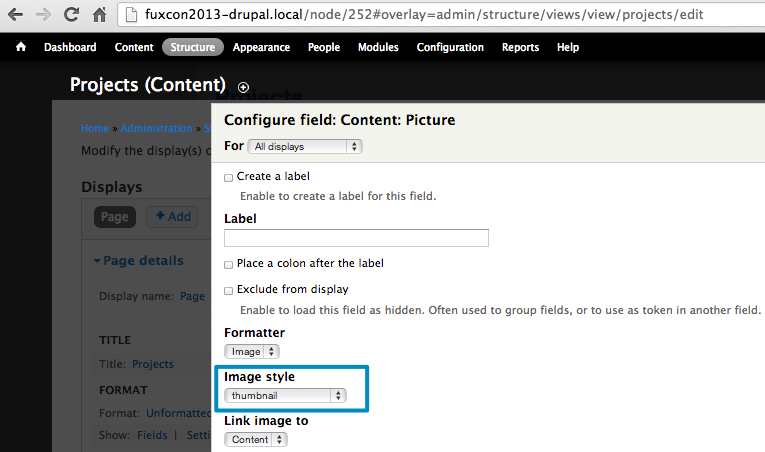 fuxcon2013-drupal.local/node/252#overlay=admin/structure/views/view/projects/edit
Dashboard Content Structure Appearance People Modules Configuration Reports Help
Projects (Content)
Projects
Configure field: Content: Picture
Home » Administration » S
For All displays
Modify the display(s) o
Create a label
Displays
Enable to create a label for this field.
Page + Add
Label
Page details
Place a colon after the label
Display name: Page
Exclude from display
Enable to load this field as hidden. Often used to group fields, or to use as token in another field.
TITLE
Formatter
Image
Title: Projects
Image style
FORMAT
thumbnail
Format: Unformatted
Link image to
Show: Fields | Setti
Content